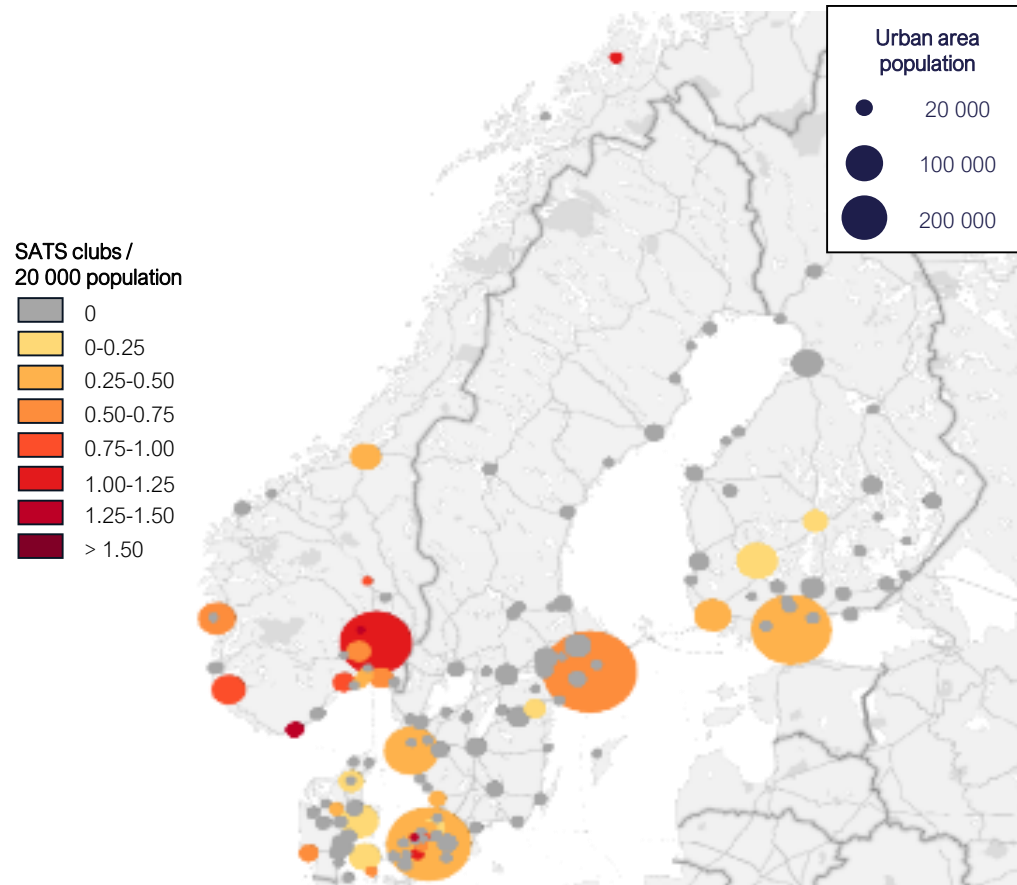 Urban area
population
20 000
100 000
200 000
SATS clubs /
20 000 population
0
0-0.25
0.25-0.50
0.50-0.75
0.75-1.00
1.00-1.25
1.25-1.50
> 1.50